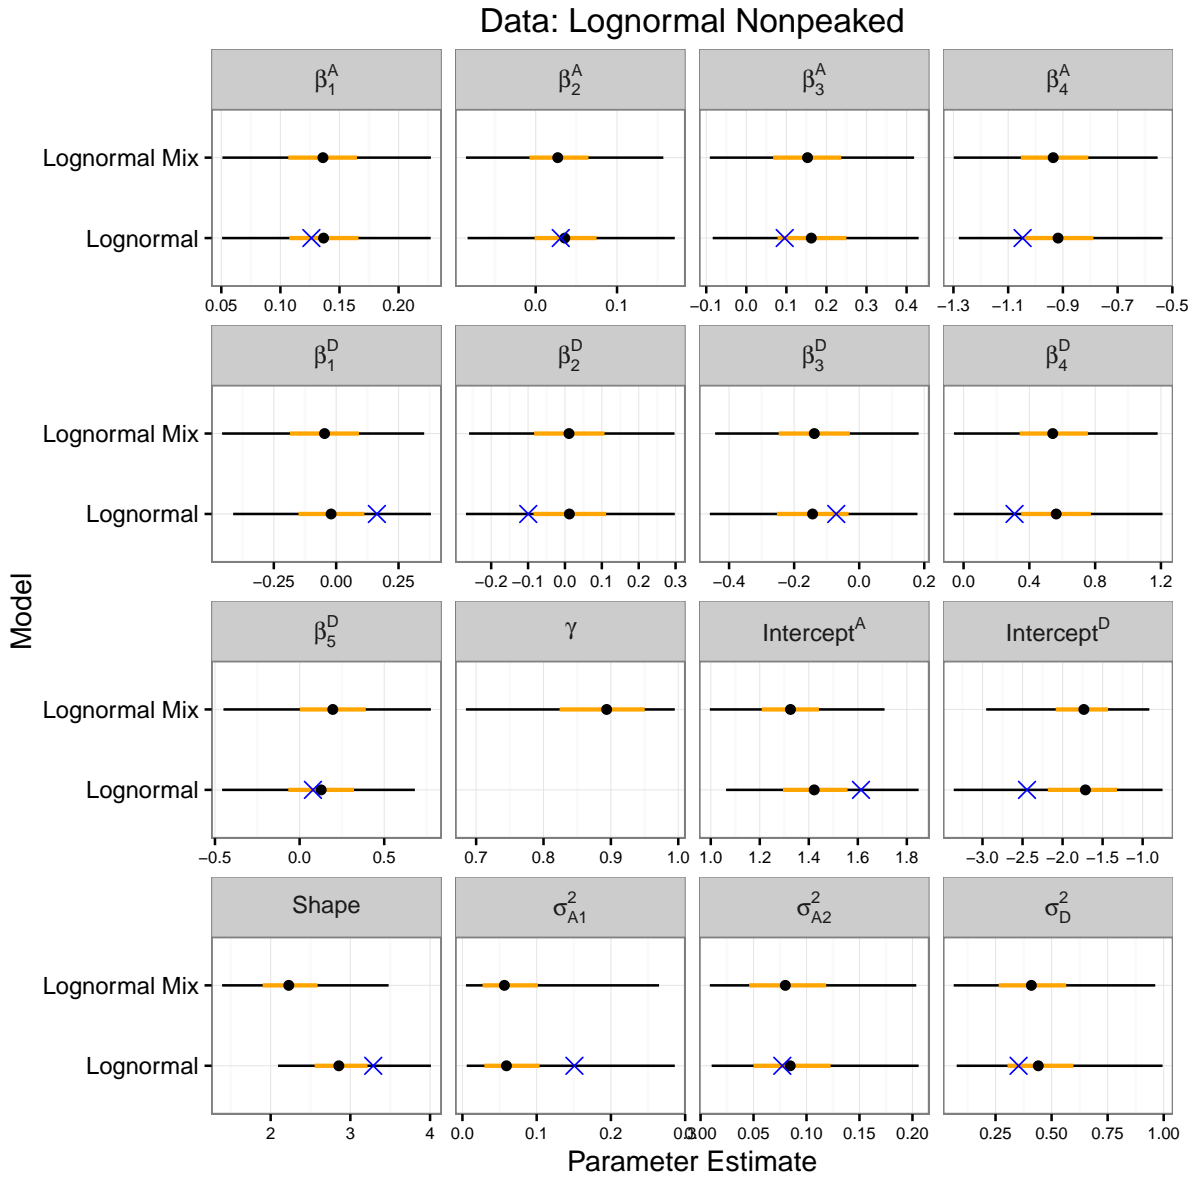 Data: Lognormal Nonpeaked
β₁ᴬ β₂ᴬ β₃ᴬ β₄ᴬ
Lognormal Mix
Lognormal
0.05 0.10 0.15 0.20 0.0 0.1 −0.1 0.0 0.1 0.2 0.3 0.4 −1.3 −1.1 −0.9 −0.7 −0.5
β₁ᴰ β₂ᴰ β₃ᴰ β₄ᴰ
Lognormal Mix
Lognormal
−0.25 0.00 0.25 −0.2 −0.1 0.0 0.1 0.2 0.3 −0.4 −0.2 0.0 0.2 0.0 0.4 0.8 1.2
Model
β₅ᴰ γ Interceptᴬ Interceptᴰ
Lognormal Mix
Lognormal
−0.5 0.0 0.5 0.7 0.8 0.9 1.0 1.0 1.2 1.4 1.6 1.8 −3.0 −2.5 −2.0 −1.5 −1.0
Shape σ²A1 σ²A2 σ²D
Lognormal Mix
Lognormal
2 3 4 0.0 0.1 0.2 0.3 0.00 0.05 0.10 0.15 0.20 0.25 0.50 0.75 1.00
Parameter Estimate